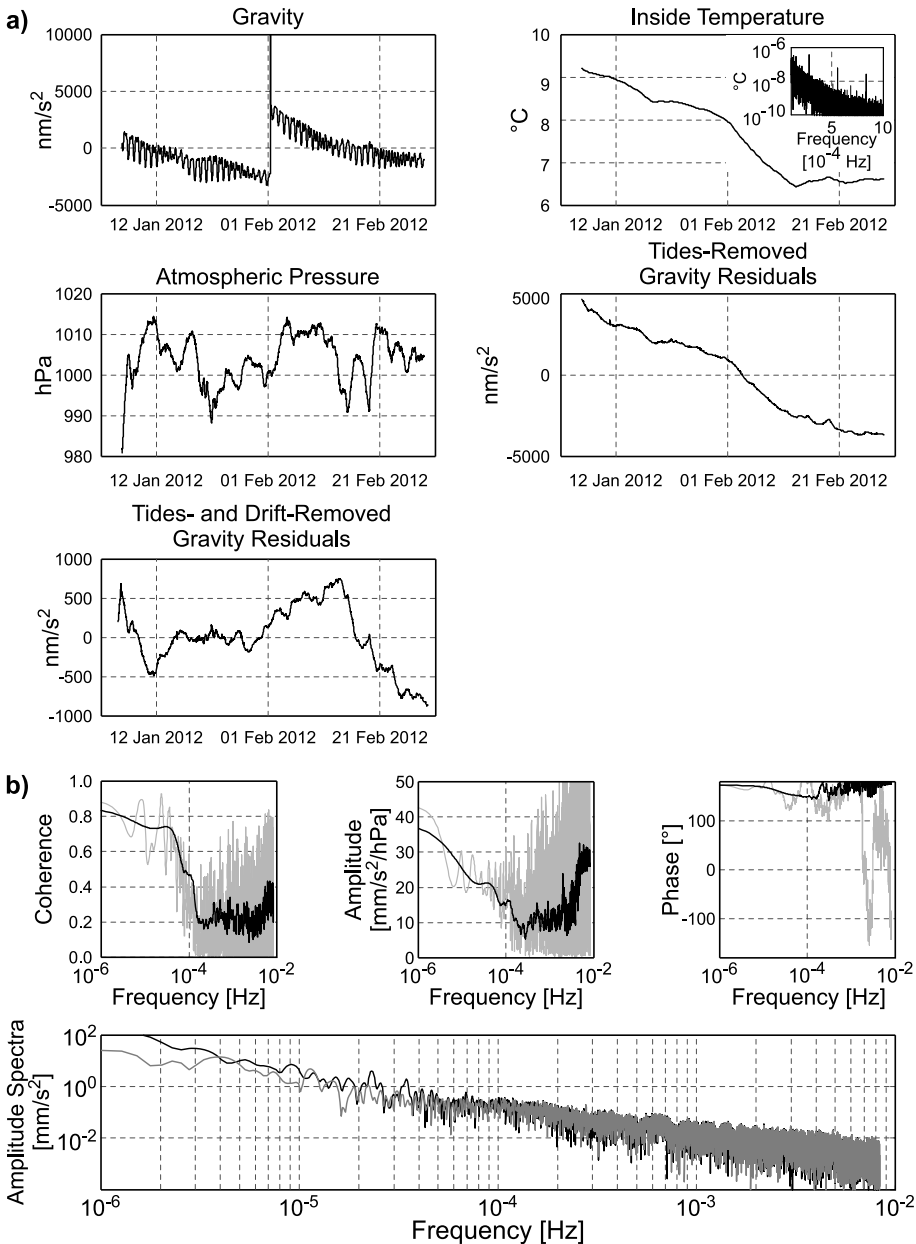 a)
Gravity
10000
5000
0
-5000
nm/s²
12 Jan 2012 01 Feb 2012 21 Feb 2012
Inside Temperature
10
9
8
7
6
°C
12 Jan 2012 01 Feb 2012 21 Feb 2012
10⁻⁶
10⁻⁸
10⁻¹⁰
°C
5 10
Frequency
[10⁻⁴ Hz]
Atmospheric Pressure
1020
1010
1000
990
980
hPa
12 Jan 2012 01 Feb 2012 21 Feb 2012
Tides-Removed
Gravity Residuals
5000
0
-5000
nm/s²
12 Jan 2012 01 Feb 2012 21 Feb 2012
Tides- and Drift-Removed
Gravity Residuals
1000
500
0
-500
-1000
nm/s²
12 Jan 2012 01 Feb 2012 21 Feb 2012
b)
1.0
0.8
0.6
0.4
0.2
0.0
Coherence
10⁻⁶ 10⁻⁴ 10⁻²
Frequency [Hz]
50
40
30
20
10
0
Amplitude
[mm/s²/hPa]
10⁻⁶ 10⁻⁴ 10⁻²
Frequency [Hz]
100
0
-100
Phase [°]
10⁻⁶ 10⁻⁴ 10⁻²
Frequency [Hz]
10²
10⁰
10⁻²
Amplitude Spectra
[mm/s²]
10⁻⁶ 10⁻⁵ 10⁻⁴ 10⁻³ 10⁻²
Frequency [Hz]